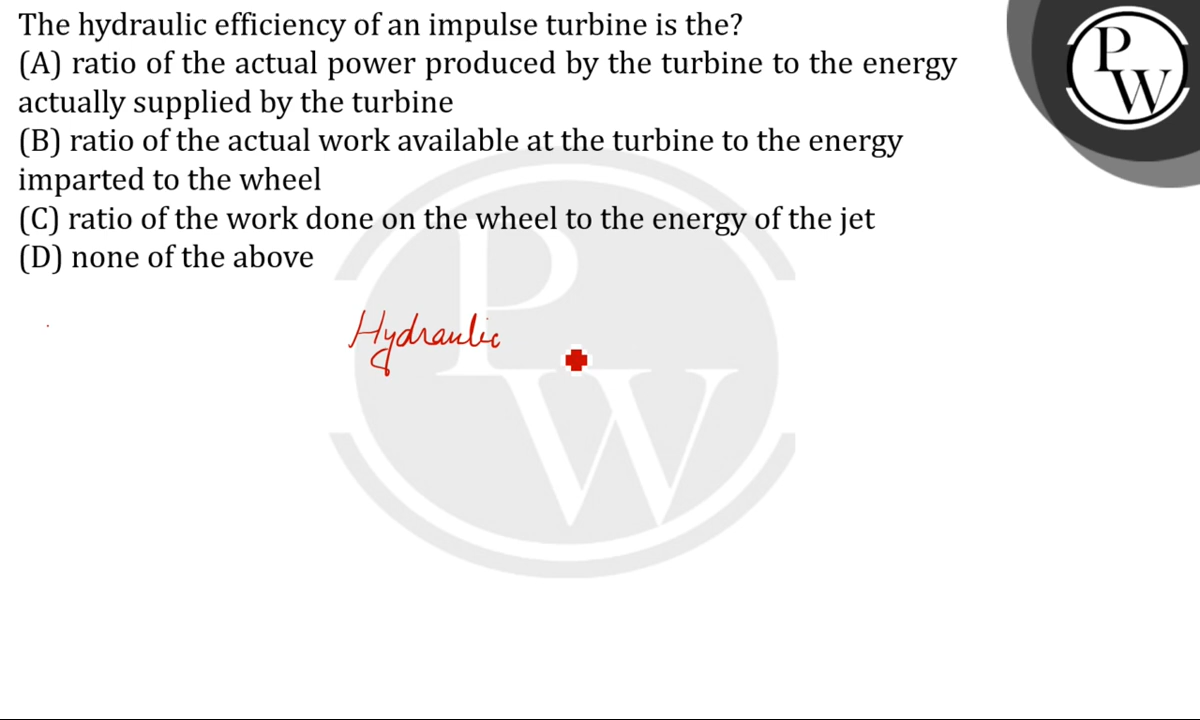 The hydraulic efficiency of an impulse turbine is the?
(A) ratio of the actual power produced by the turbine to the energy
actually supplied by the turbine
(B) ratio of the actual work available at the turbine to the energy
imparted to the wheel
(C) ratio of the work done on the wheel to the energy of the jet
(D) none of the above
Hydraulic
P
W
P
W